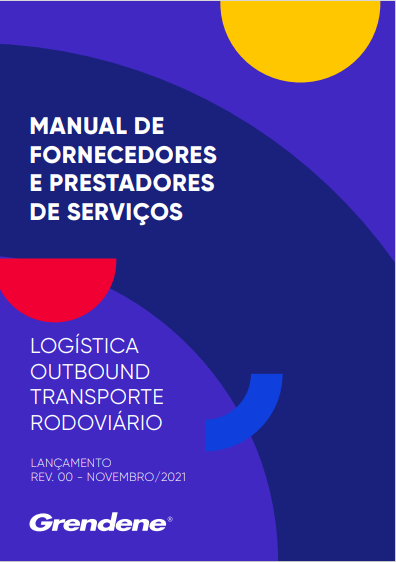 MANUAL DE
FORNECEDORES
E PRESTADORES
DE SERVIÇOS
LOGÍSTICA
OUTBOUND
TRANSPORTE
RODOVIÁRIO
LANÇAMENTO
REV. 00 - NOVEMBRO/2021
Grendene®